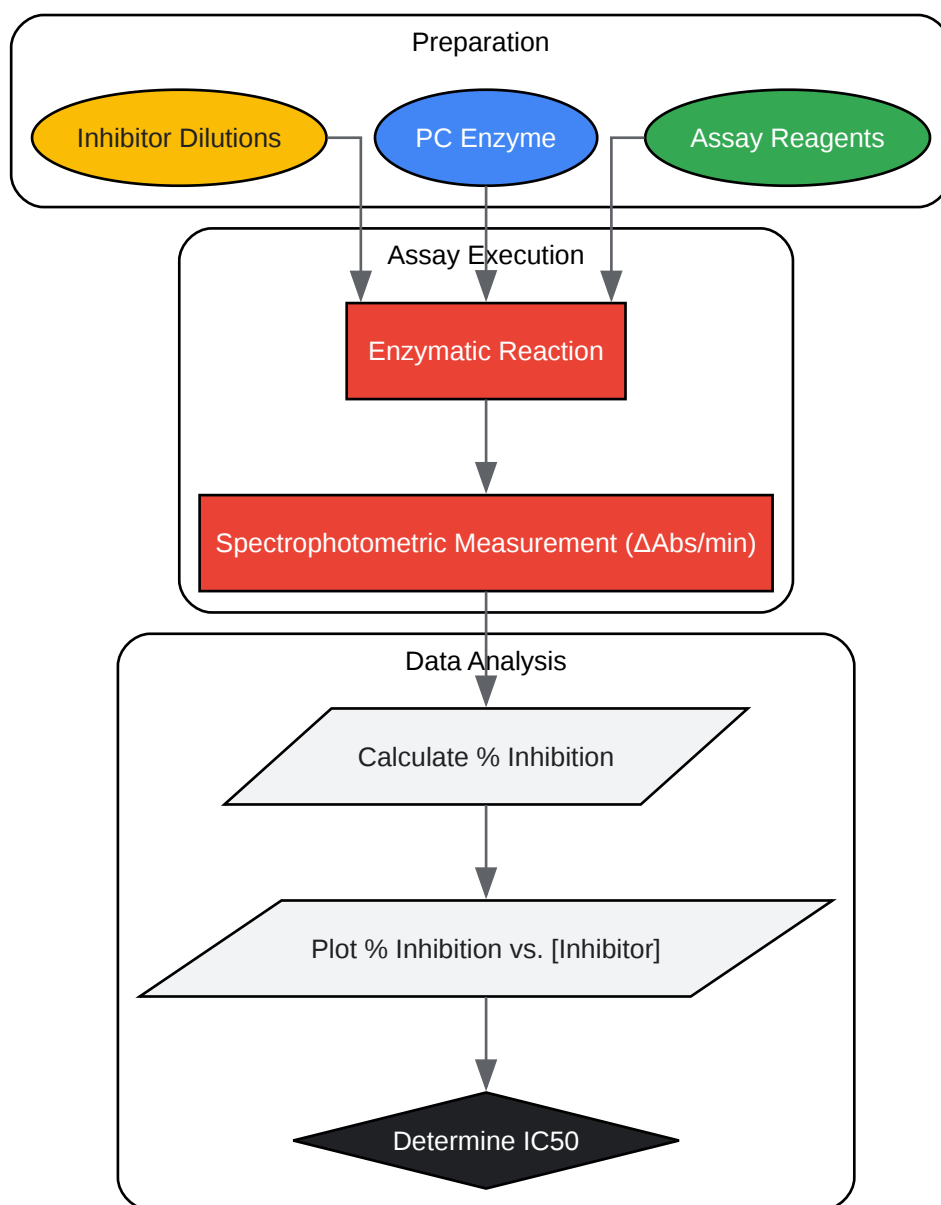 Preparation
Inhibitor Dilutions
PC Enzyme
Assay Reagents
Assay Execution
Enzymatic Reaction
Spectrophotometric Measurement (ΔAbs/min)
Data Analysis
Calculate % Inhibition
Plot % Inhibition vs. [Inhibitor]
Determine IC50